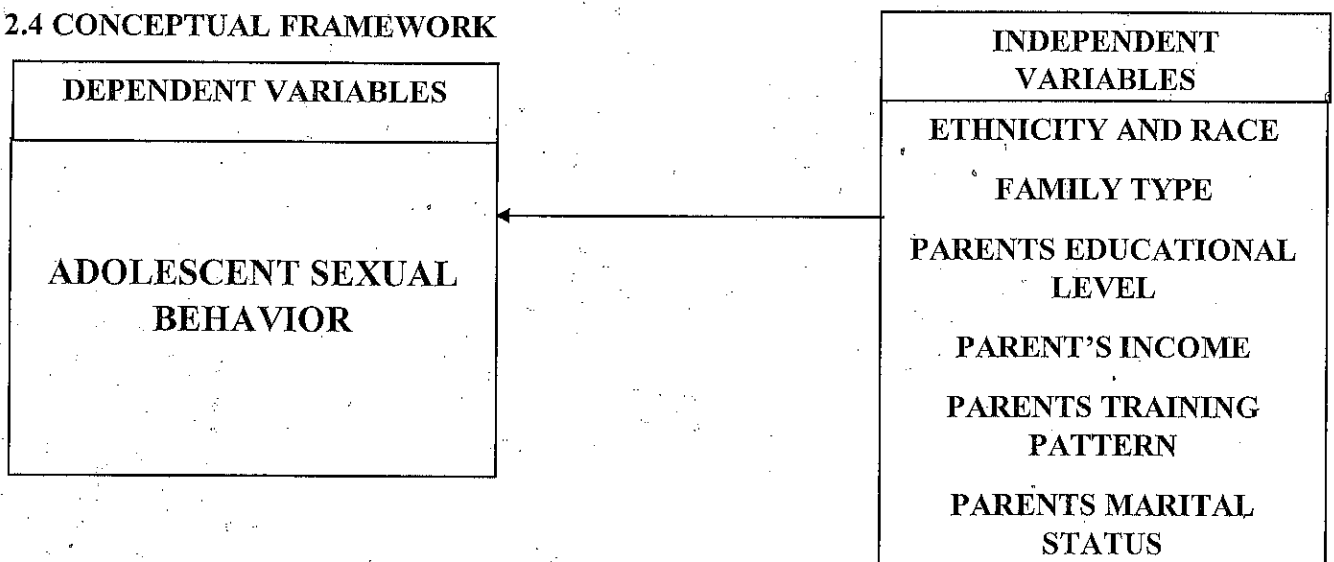 2.4 CONCEPTUAL FRAMEWORK
DEPENDENT VARIABLES
ADOLESCENT SEXUAL
BEHAVIOR
INDEPENDENT
VARIABLES
ETHNICITY AND RACE
FAMILY TYPE
PARENTS EDUCATIONAL
LEVEL
PARENT'S INCOME
PARENTS TRAINING
PATTERN
PARENTS MARITAL
STATUS